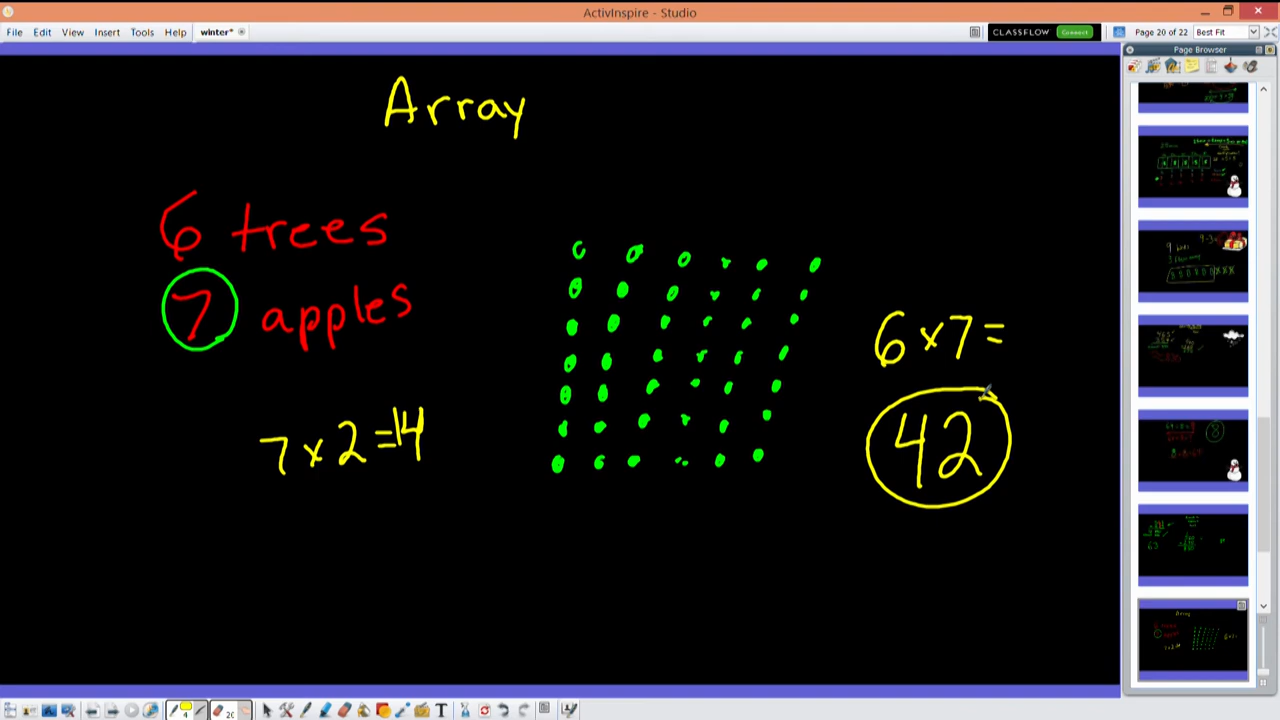 ActivInspire - Studio
File Edit View Insert Tools Help winter*
CLASSFLOW Connect Page 20 of 22 Best Fit
Page Browser
Array
6 trees
7 apples
7 x 2 = 14
6 x 7 =
42